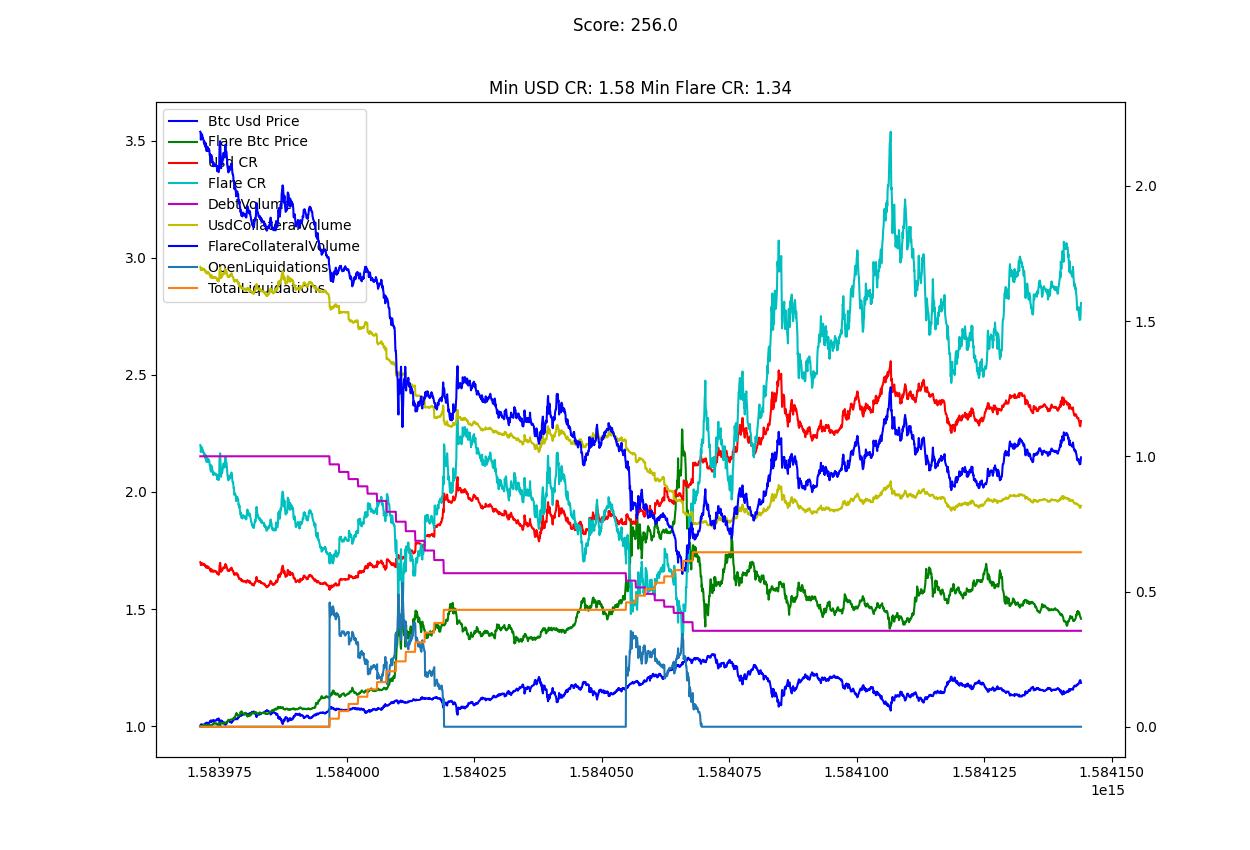 Score: 256.0
Min USD CR: 1.58 Min Flare CR: 1.34
Btc Usd Price
Flare Btc Price
Usd CR
Flare CR
DebtVolume
UsdCollateralVolume
FlareCollateralVolume
OpenLiquidations
TotalLiquidations
3.5
3.0
2.5
2.0
1.5
1.0
2.0
1.5
1.0
0.5
0.0
1.583975
1.584000
1.584025
1.584050
1.584075
1.584100
1.584125
1.584150
1e15